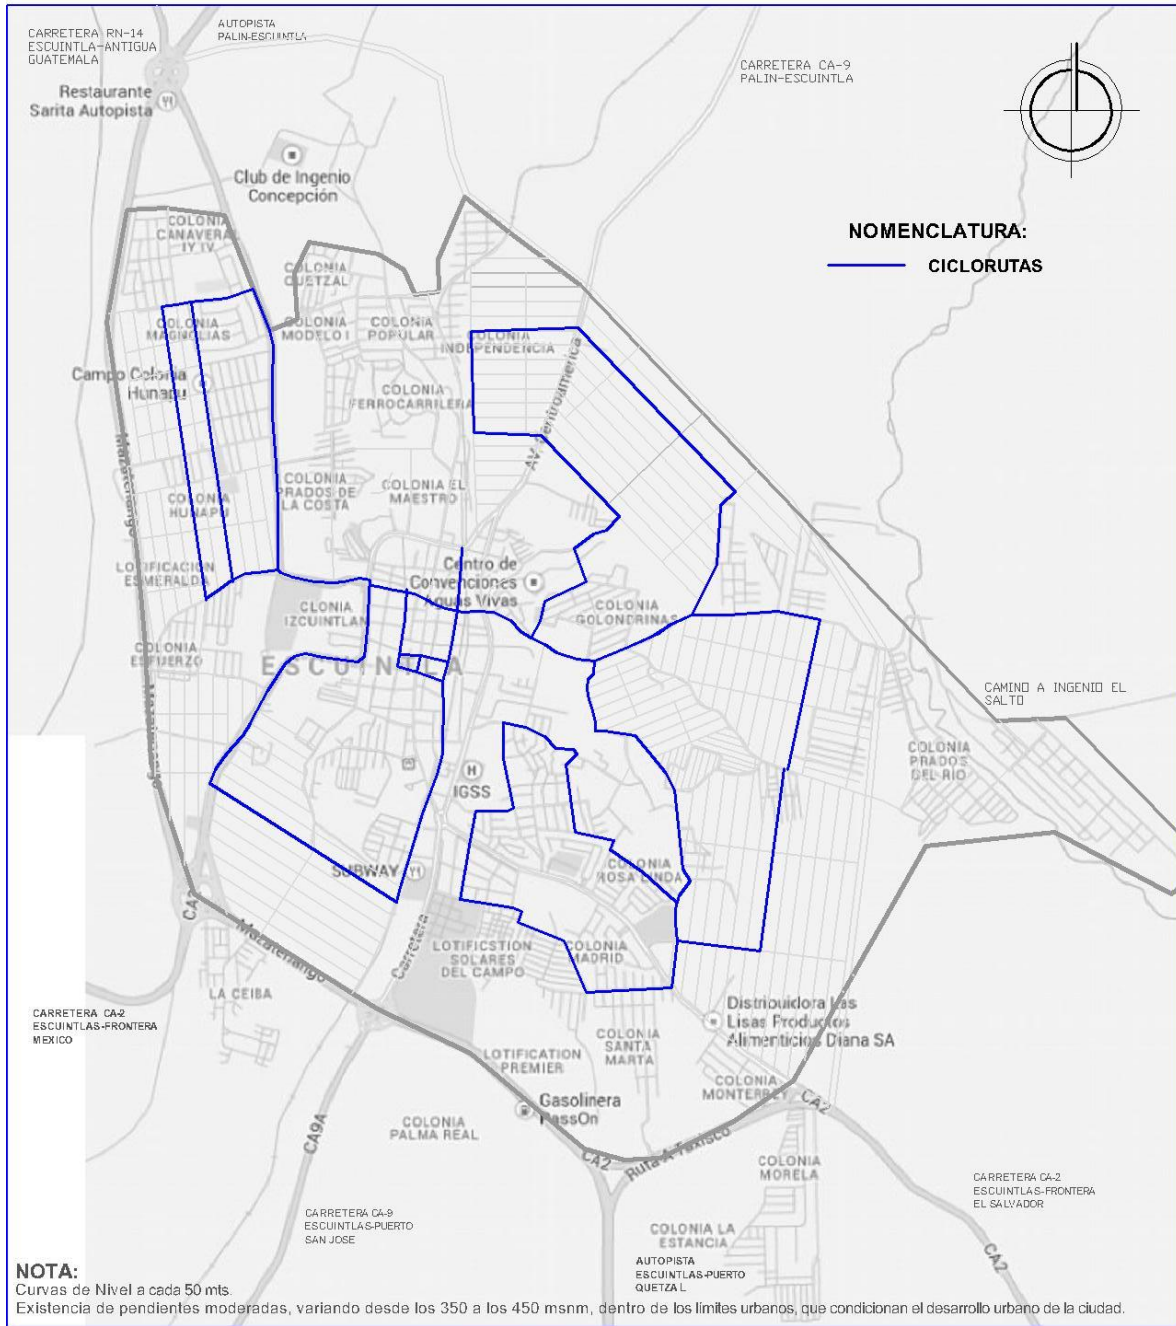 CARRETERA RN-14
ESCUINTLA-ANTIGUA
GUATEMALA
AUTOPISTA
PALIN-ESCUINTLA
CARRETERA CA-9
PALIN-ESCUINTLA
Restaurante
Sarita Autopista
Club de Ingenio
Concepción
NOMENCLATURA:
CICLORUTAS
COLONIA
CANAVERAL
IV IV
COLONIA
QUETZAL
COLONIA
MAGNOLIAS
COLONIA
MODELO I
COLONIA
POPULAR
COLONIA
INDEPENDENCIA
Campo Colonia
Hunapu
COLONIA
FERROCARRILERA
AV. Centroamerica
Mazatenango
COLONIA
HUNAPU
COLONIA
PRADOS DE
LA COSTA
COLONIA EL
MAESTRO
LOTIFICACION
ESMERALDA
Centro de
Convenciones
Aguas Vivas
CLONIA
IZCUINTLAN
COLONIA
GOLONDRINAS
COLONIA
ESFUERZO
ESCUINTLA
Mazatenango
CAMINO A INGENIO EL
SALTO
COLONIA
PRADOS
DEL RIO
H
IGSS
SUBWAY
COLONIA
ROSA LINDA
CA2
Mazatenango
Carretera
LOTIFICSTION
SOLARES
DEL CAMPO
COLONIA
MADRID
LA CEIBA
CARRETERA CA-2
ESCUINTLAS-FRONTERA
MEXICO
Distribuidora Las
Lisas Productos
Alimenticios Diana SA
COLONIA
SANTA
MARTA
LOTIFICATION
PREMIER
COLONIA
MONTERREY
CA2
Gasolinera
PassOn
COLONIA
PALMA REAL
CA9A
CA2
Ruta A Taxisco
COLONIA
MORELA
CARRETERA CA-2
ESCUINTLAS-FRONTERA
EL SALVADOR
CARRETERA CA-9
ESCUINTLAS-PUERTO
SAN JOSE
COLONIA LA
ESTANCIA
CA2
AUTOPISTA
ESCUINTLAS-PUERTO
QUETZAL
NOTA:
Curvas de Nivel a cada 50 mts.
Existencia de pendientes moderadas, variando desde los 350 a los 450 msnm, dentro de los límites urbanos, que condicionan el desarrollo urbano de la ciudad.